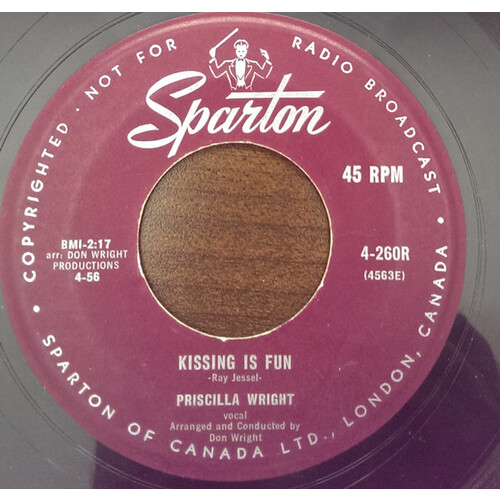 COPYRIGHTED · NOT FOR RADIO BROADCAST
Sparton
45 RPM
BMI-2:17
arr: DON WRIGHT
PRODUCTIONS
4-56
4-260R
(4563E)
KISSING IS FUN
-Ray Jessel-
PRISCILLA WRIGHT
vocal
Arranged and Conducted by
Don Wright
SPARTON OF CANADA LTD., LONDON, CANADA